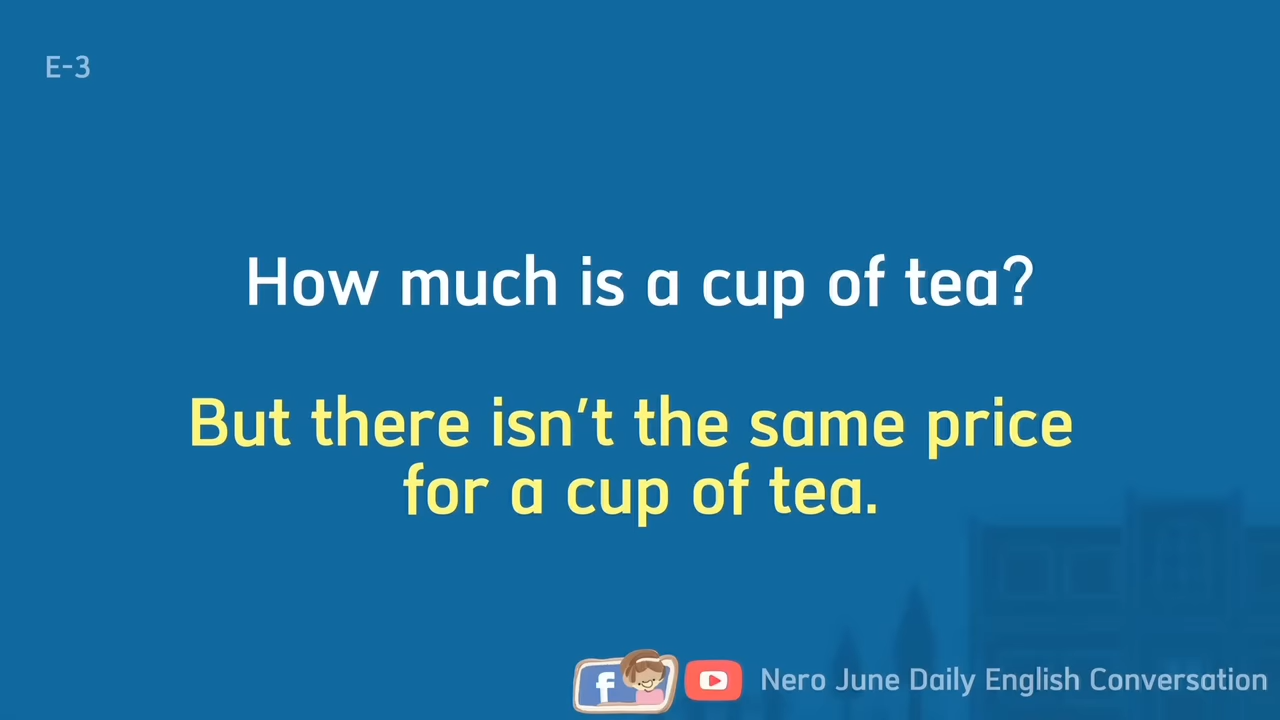 E-3
How much is a cup of tea?
But there isn't the same price
for a cup of tea.
f
Nero June Daily English Conversation